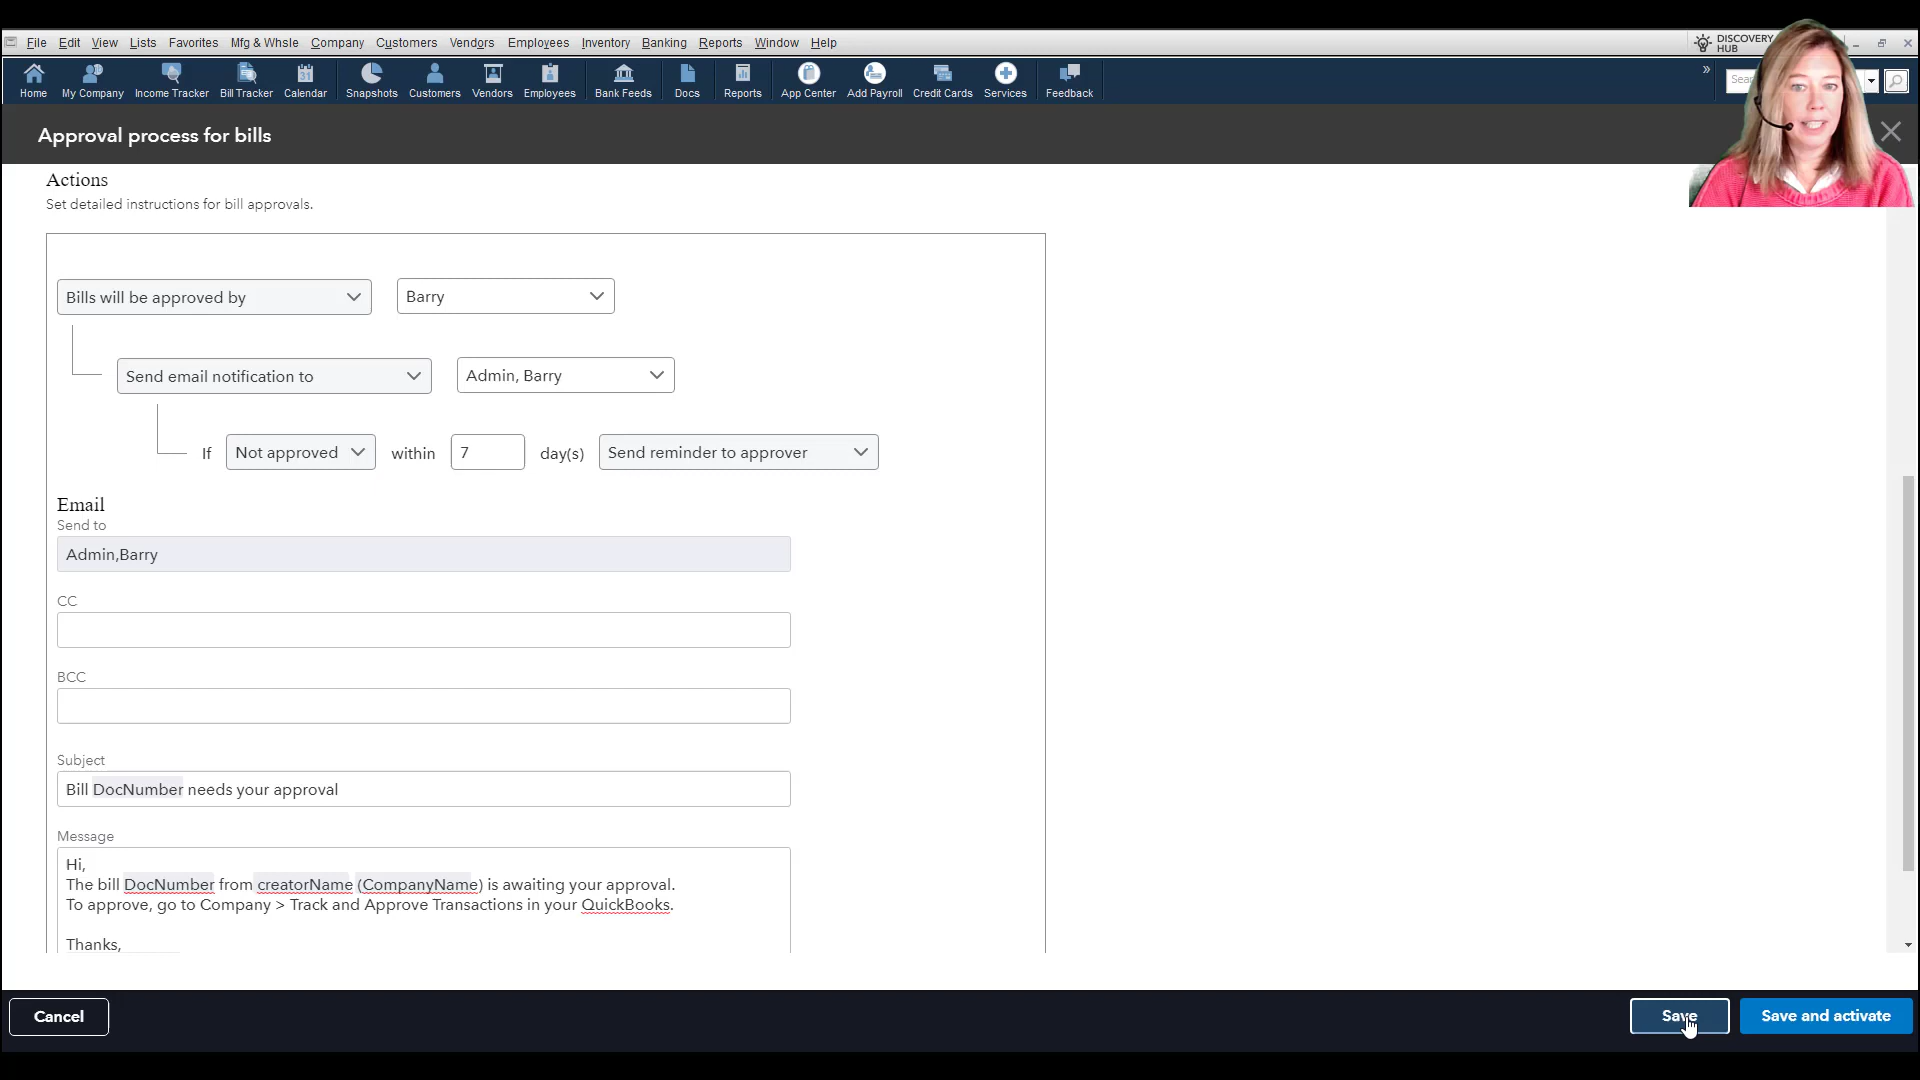 File Edit View Lists Favorites Mfg & Whsle Company Customers Vendors Employees Inventory Banking Reports Window Help
DISCOVERY
HUB
Home My Company Income Tracker Bill Tracker Calendar Snapshots Customers Vendors Employees Bank Feeds Docs Reports App Center Add Payroll Credit Cards Services Feedback
31
»
Approval process for bills
Actions
Set detailed instructions for bill approvals.
Bills will be approved by Barry
Send email notification to Admin, Barry
If Not approved within 7 day(s) Send reminder to approver
Email
Send to
Admin,Barry
CC
BCC
Subject
Bill DocNumber needs your approval
Message
Hi,
The bill DocNumber from creatorName (CompanyName) is awaiting your approval.
To approve, go to Company > Track and Approve Transactions in your QuickBooks.
Thanks,
Cancel Save Save and activate